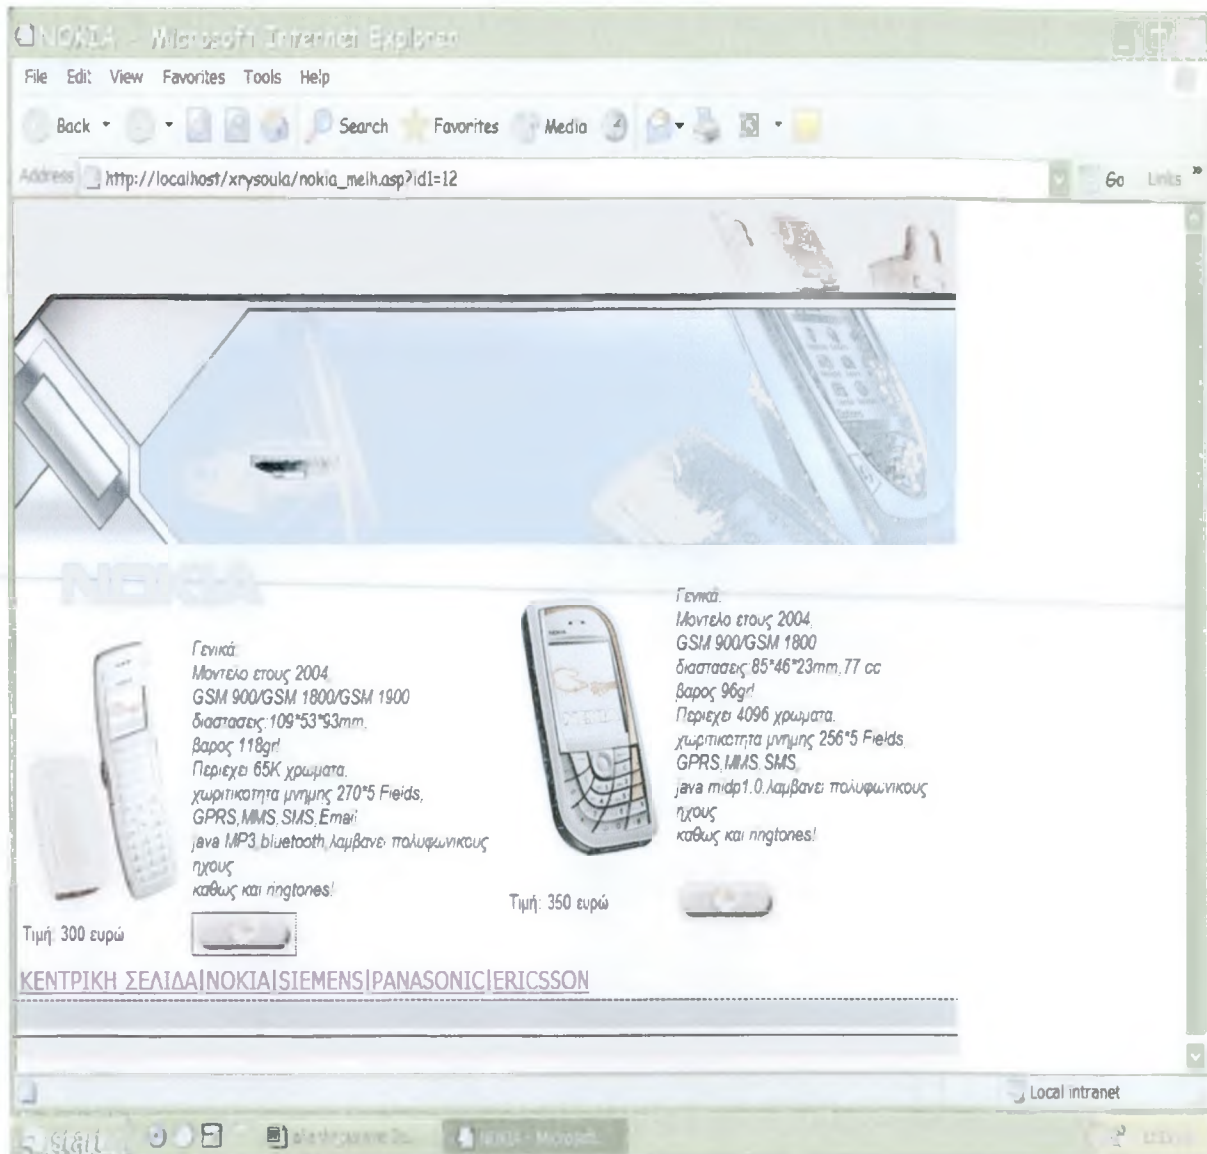 NOKIA - Microsoft Internet Explorer
File Edit View Favorites Tools Help
Back Search Favorites Media
Address http://localhost/xrysoula/nokia_melh.asp?id1=12 Go Links »
NOKIA
Γενικά:
Μοντελο ετους 2004,
GSM 900/GSM 1800/GSM 1900
διαστασεις:109*53*93mm,
βαρος 118gr!
Περιεχει 65K χρωματα,
χωριτικοτητα μνημης 270*5 Fields,
GPRS,MMS,SMS,Email
java MP3,bluetooth,λαμβανει πολυφωνικους
ηχους
καθως και ringtones!
Τιμή: 300 ευρώ
Γενικά:
Μοντελο ετους 2004,
GSM 900/GSM 1800
διαστασεις:85*46*23mm,77 cc
βαρος 96gr!
Περιεχει 4096 χρωματα,
χωριτικοτητα μνημης 256*5 Fields,
GPRS,MMS,SMS,
java midp1.0,λαμβανει πολυφωνικους
ηχους
καθως και ringtones!
Τιμή: 350 ευρώ
ΚΕΝΤΡΙΚΗ ΣΕΛΙΔΑ|NOKIA|SIEMENS|PANASONIC|ERICSSON
Local intranet
start
NOKIA - Microsoft...